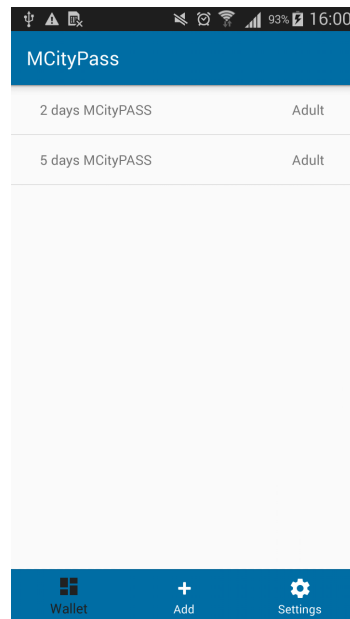 93% 16:00
MCityPass
2 days MCityPASS Adult
5 days MCityPASS Adult
Wallet Add Settings